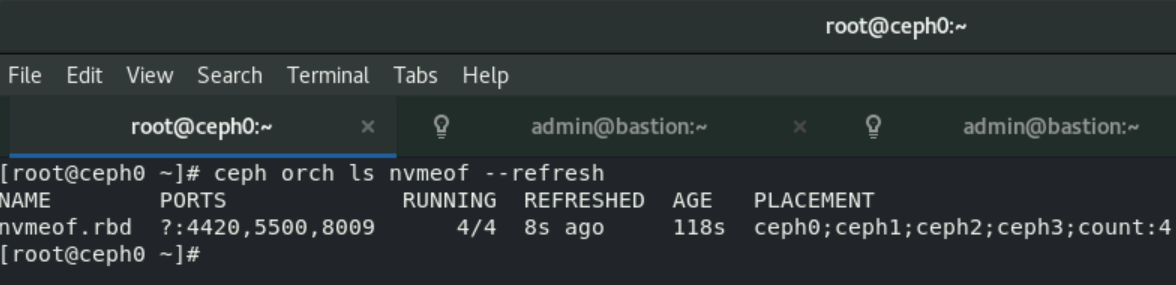 root@ceph0:~
File Edit View Search Terminal Tabs Help
root@ceph0:~ × admin@bastion:~ × admin@bastion:~
[root@ceph0 ~]# ceph orch ls nvmeof --refresh
NAME PORTS RUNNING REFRESHED AGE PLACEMENT
nvmeof.rbd ?:4420,5500,8009 4/4 8s ago 118s ceph0;ceph1;ceph2;ceph3;count:4
[root@ceph0 ~]#